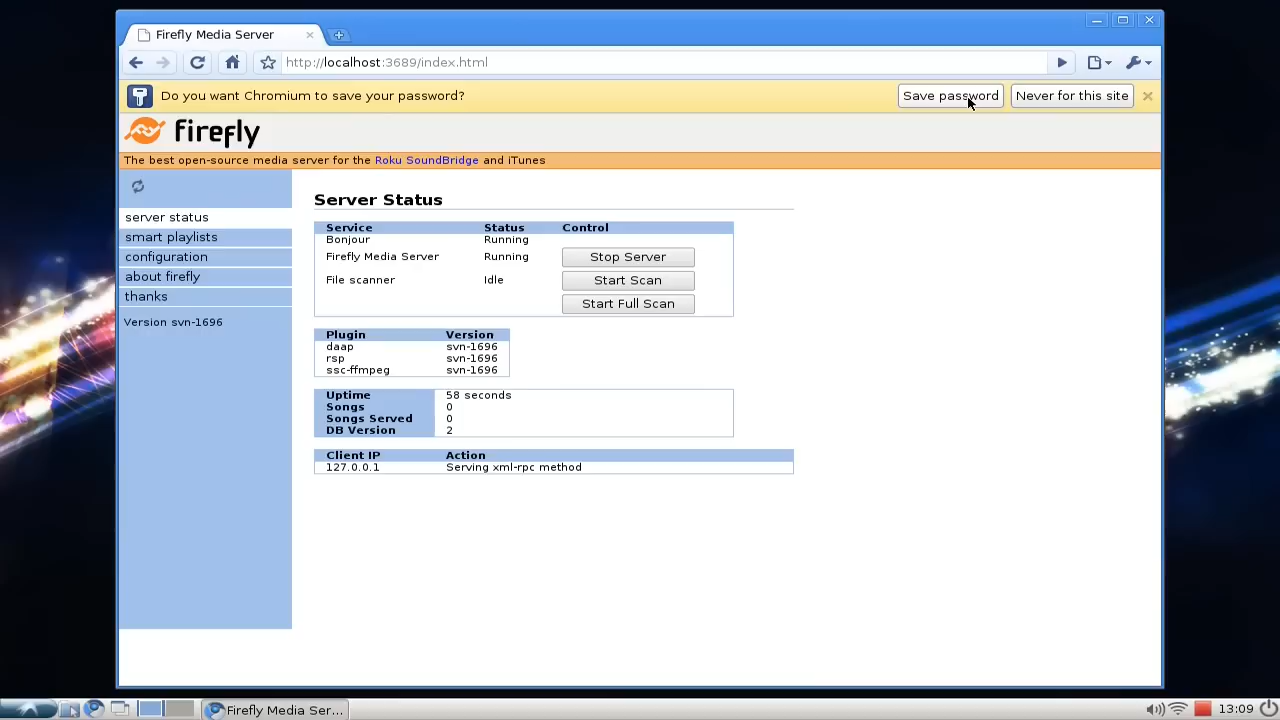 Firefly Media Server
http://localhost:3689/index.html
Do you want Chromium to save your password? Save password Never for this site
firefly
The best open-source media server for the Roku SoundBridge and iTunes
server status
smart playlists
configuration
about firefly
thanks
Version svn-1696
Server Status
Service Status Control
Bonjour Running
Firefly Media Server Running Stop Server
File scanner Idle Start Scan
Start Full Scan
Plugin Version
daap svn-1696
rsp svn-1696
ssc-ffmpeg svn-1696
Uptime 58 seconds
Songs 0
Songs Served 0
DB Version 2
Client IP Action
127.0.0.1 Serving xml-rpc method
Firefly Media Ser... 13:09